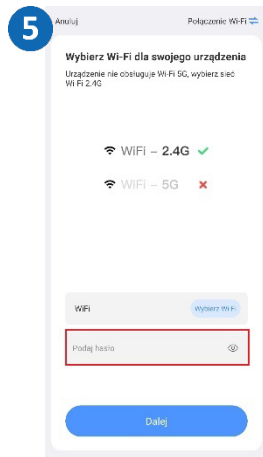 5
Anuluj Połączenie Wi-Fi
Wybierz Wi-Fi dla swojego urządzenia
Urządzenie nie obsługuje Wi-Fi 5G, wybierz sieć
Wi-Fi 2.4G
WiFi – 2.4G
WiFi – 5G
WiFi Wybierz Wi-Fi
Podaj hasło
Dalej